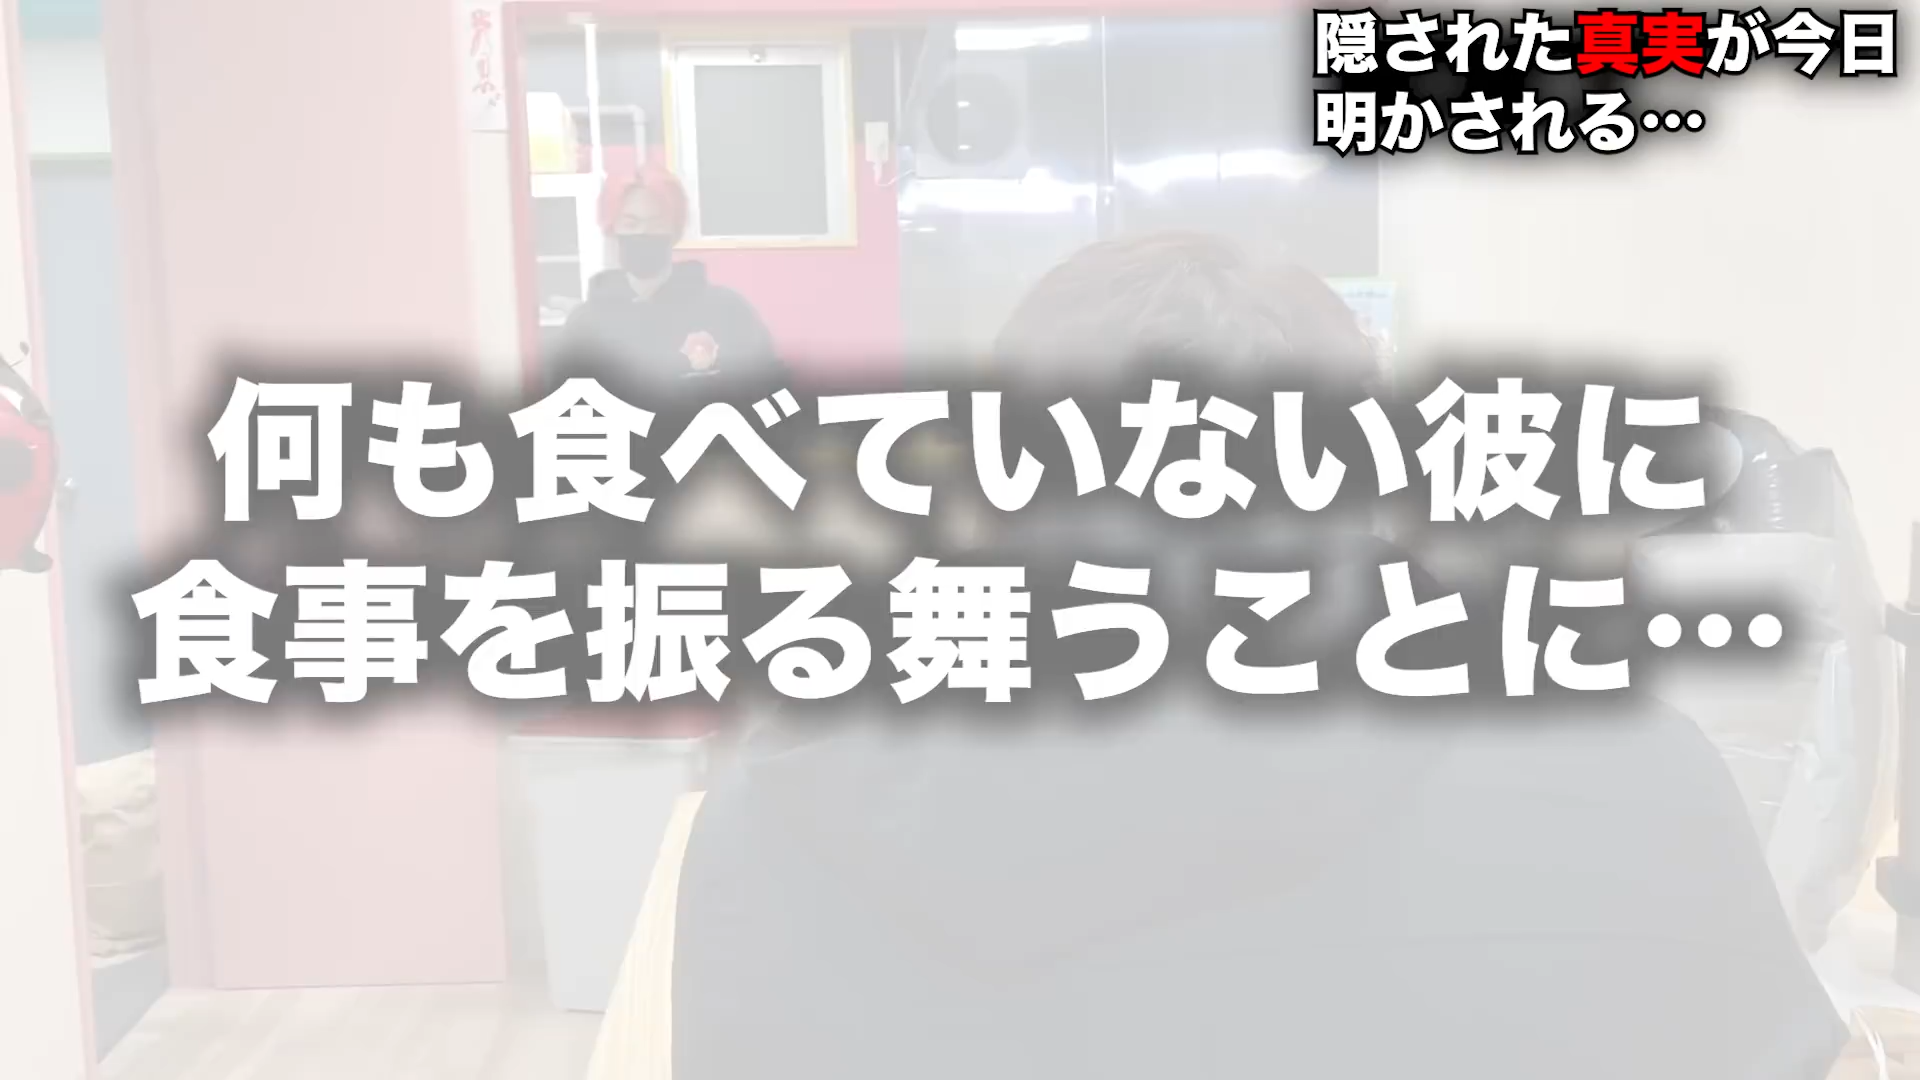 隠された真実が今日
明かされる…
何も食べていない彼に
食事を振る舞うことに…